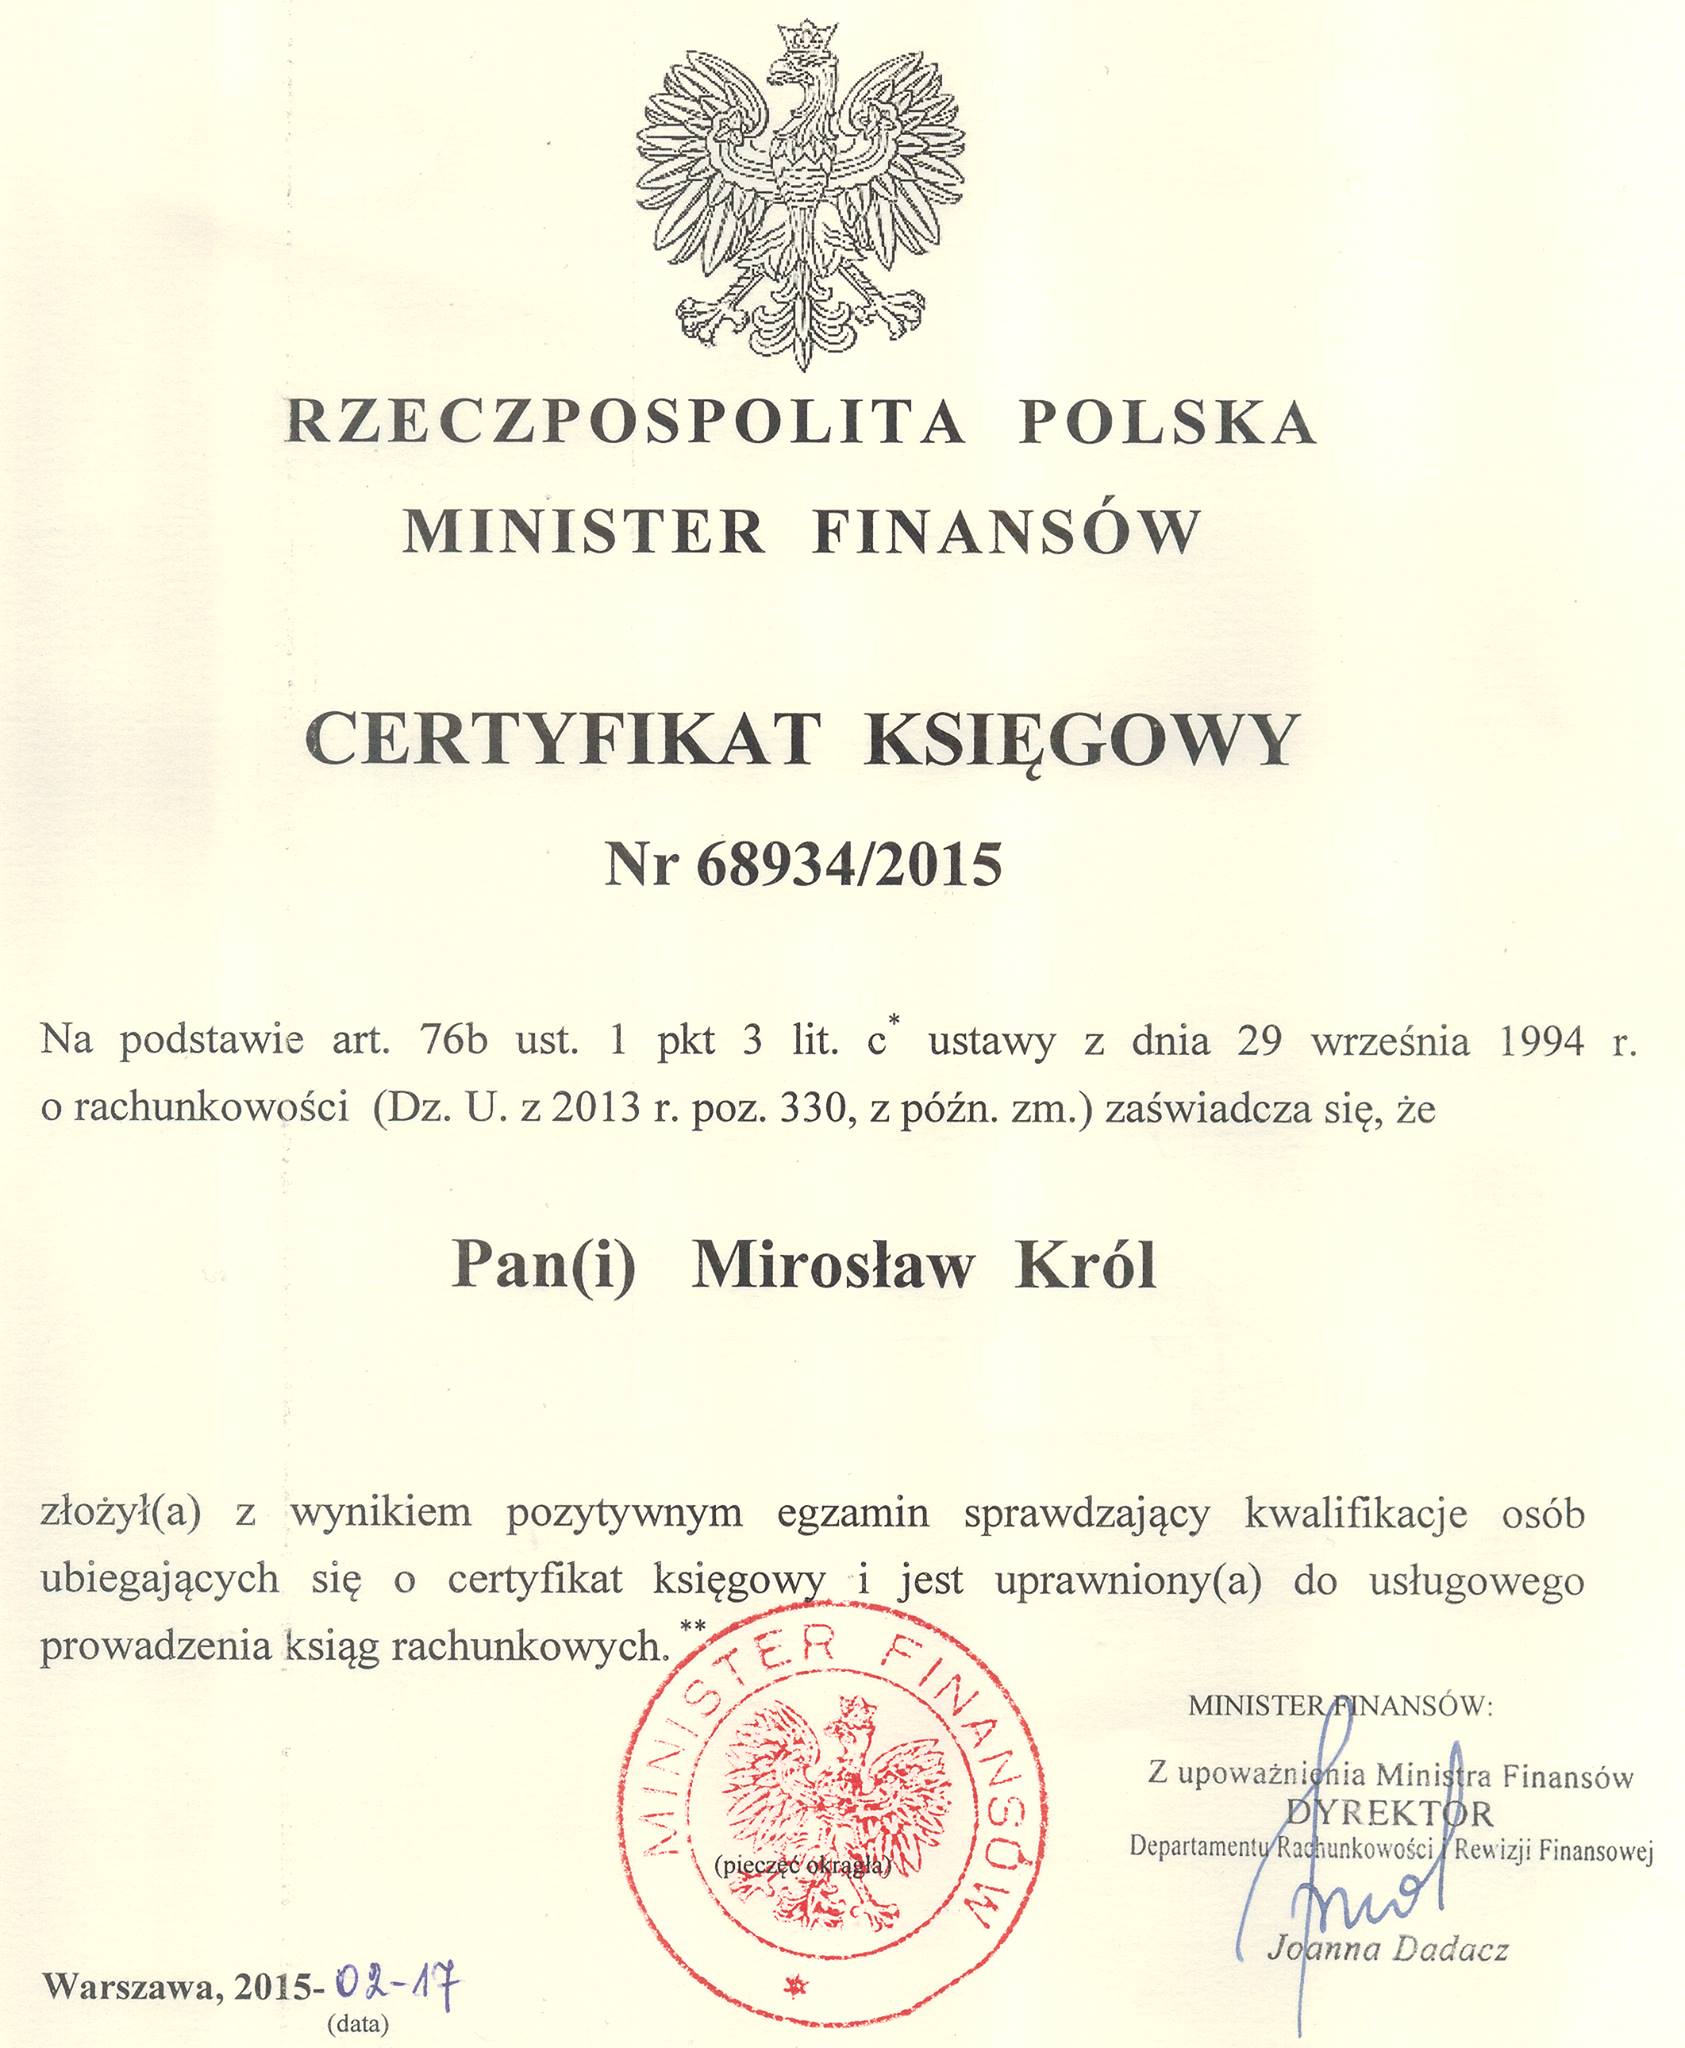 RZECZPOSPOLITA POLSKA
MINISTER FINANSÓW
CERTYFIKAT KSIĘGOWY
Nr 68934/2015
Na podstawie art. 76b ust. 1 pkt 3 lit. c* ustawy z dnia 29 września 1994 r.
o rachunkowości (Dz. U. z 2013 r. poz. 330, z późn. zm.) zaświadcza się, że
Pan(i) Mirosław Król
złożył(a) z wynikiem pozytywnym egzamin sprawdzający kwalifikacje osób
ubiegających się o certyfikat księgowy i jest uprawniony(a) do usługowego
prowadzenia ksiąg rachunkowych.**
MINISTER FINANSÓW
(pieczęć okrągła)
MINISTER FINANSÓW:
Z upoważnienia Ministra Finansów
DYREKTOR
Departamentu Rachunkowości i Rewizji Finansowej
Joanna Dadacz
Warszawa, 2015-02-17
(data)